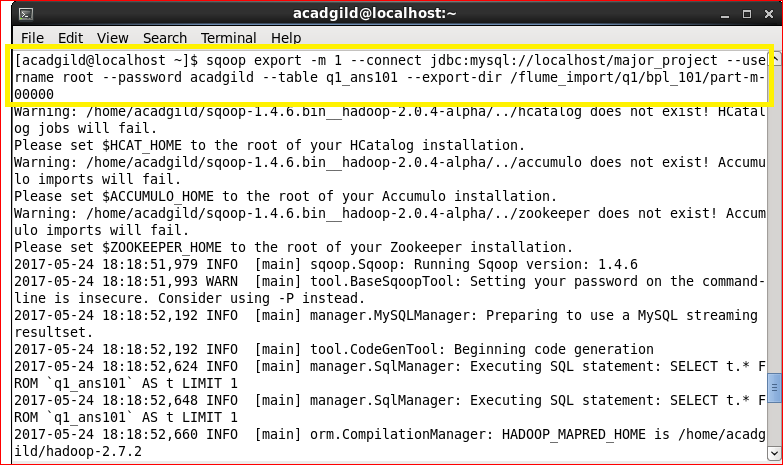 acadgild@localhost:~
File Edit View Search Terminal Help
[acadgild@localhost ~]$ sqoop export -m 1 --connect jdbc:mysql://localhost/major_project --use
rname root --password acadgild --table q1_ans101 --export-dir /flume_import/q1/bpl_101/part-m-
00000
Warning: /home/acadgild/sqoop-1.4.6.bin__hadoop-2.0.4-alpha/../hcatalog does not exist! HCatal
og jobs will fail.
Please set $HCAT_HOME to the root of your HCatalog installation.
Warning: /home/acadgild/sqoop-1.4.6.bin__hadoop-2.0.4-alpha/../accumulo does not exist! Accumu
lo imports will fail.
Please set $ACCUMULO_HOME to the root of your Accumulo installation.
Warning: /home/acadgild/sqoop-1.4.6.bin__hadoop-2.0.4-alpha/../zookeeper does not exist! Accum
ulo imports will fail.
Please set $ZOOKEEPER_HOME to the root of your Zookeeper installation.
2017-05-24 18:18:51,979 INFO  [main] sqoop.Sqoop: Running Sqoop version: 1.4.6
2017-05-24 18:18:51,993 WARN  [main] tool.BaseSqoopTool: Setting your password on the command-
line is insecure. Consider using -P instead.
2017-05-24 18:18:52,192 INFO  [main] manager.MySQLManager: Preparing to use a MySQL streaming
resultset.
2017-05-24 18:18:52,192 INFO  [main] tool.CodeGenTool: Beginning code generation
2017-05-24 18:18:52,624 INFO  [main] manager.SqlManager: Executing SQL statement: SELECT t.* F
ROM `q1_ans101` AS t LIMIT 1
2017-05-24 18:18:52,648 INFO  [main] manager.SqlManager: Executing SQL statement: SELECT t.* F
ROM `q1_ans101` AS t LIMIT 1
2017-05-24 18:18:52,660 INFO  [main] orm.CompilationManager: HADOOP_MAPRED_HOME is /home/acadg
ild/hadoop-2.7.2